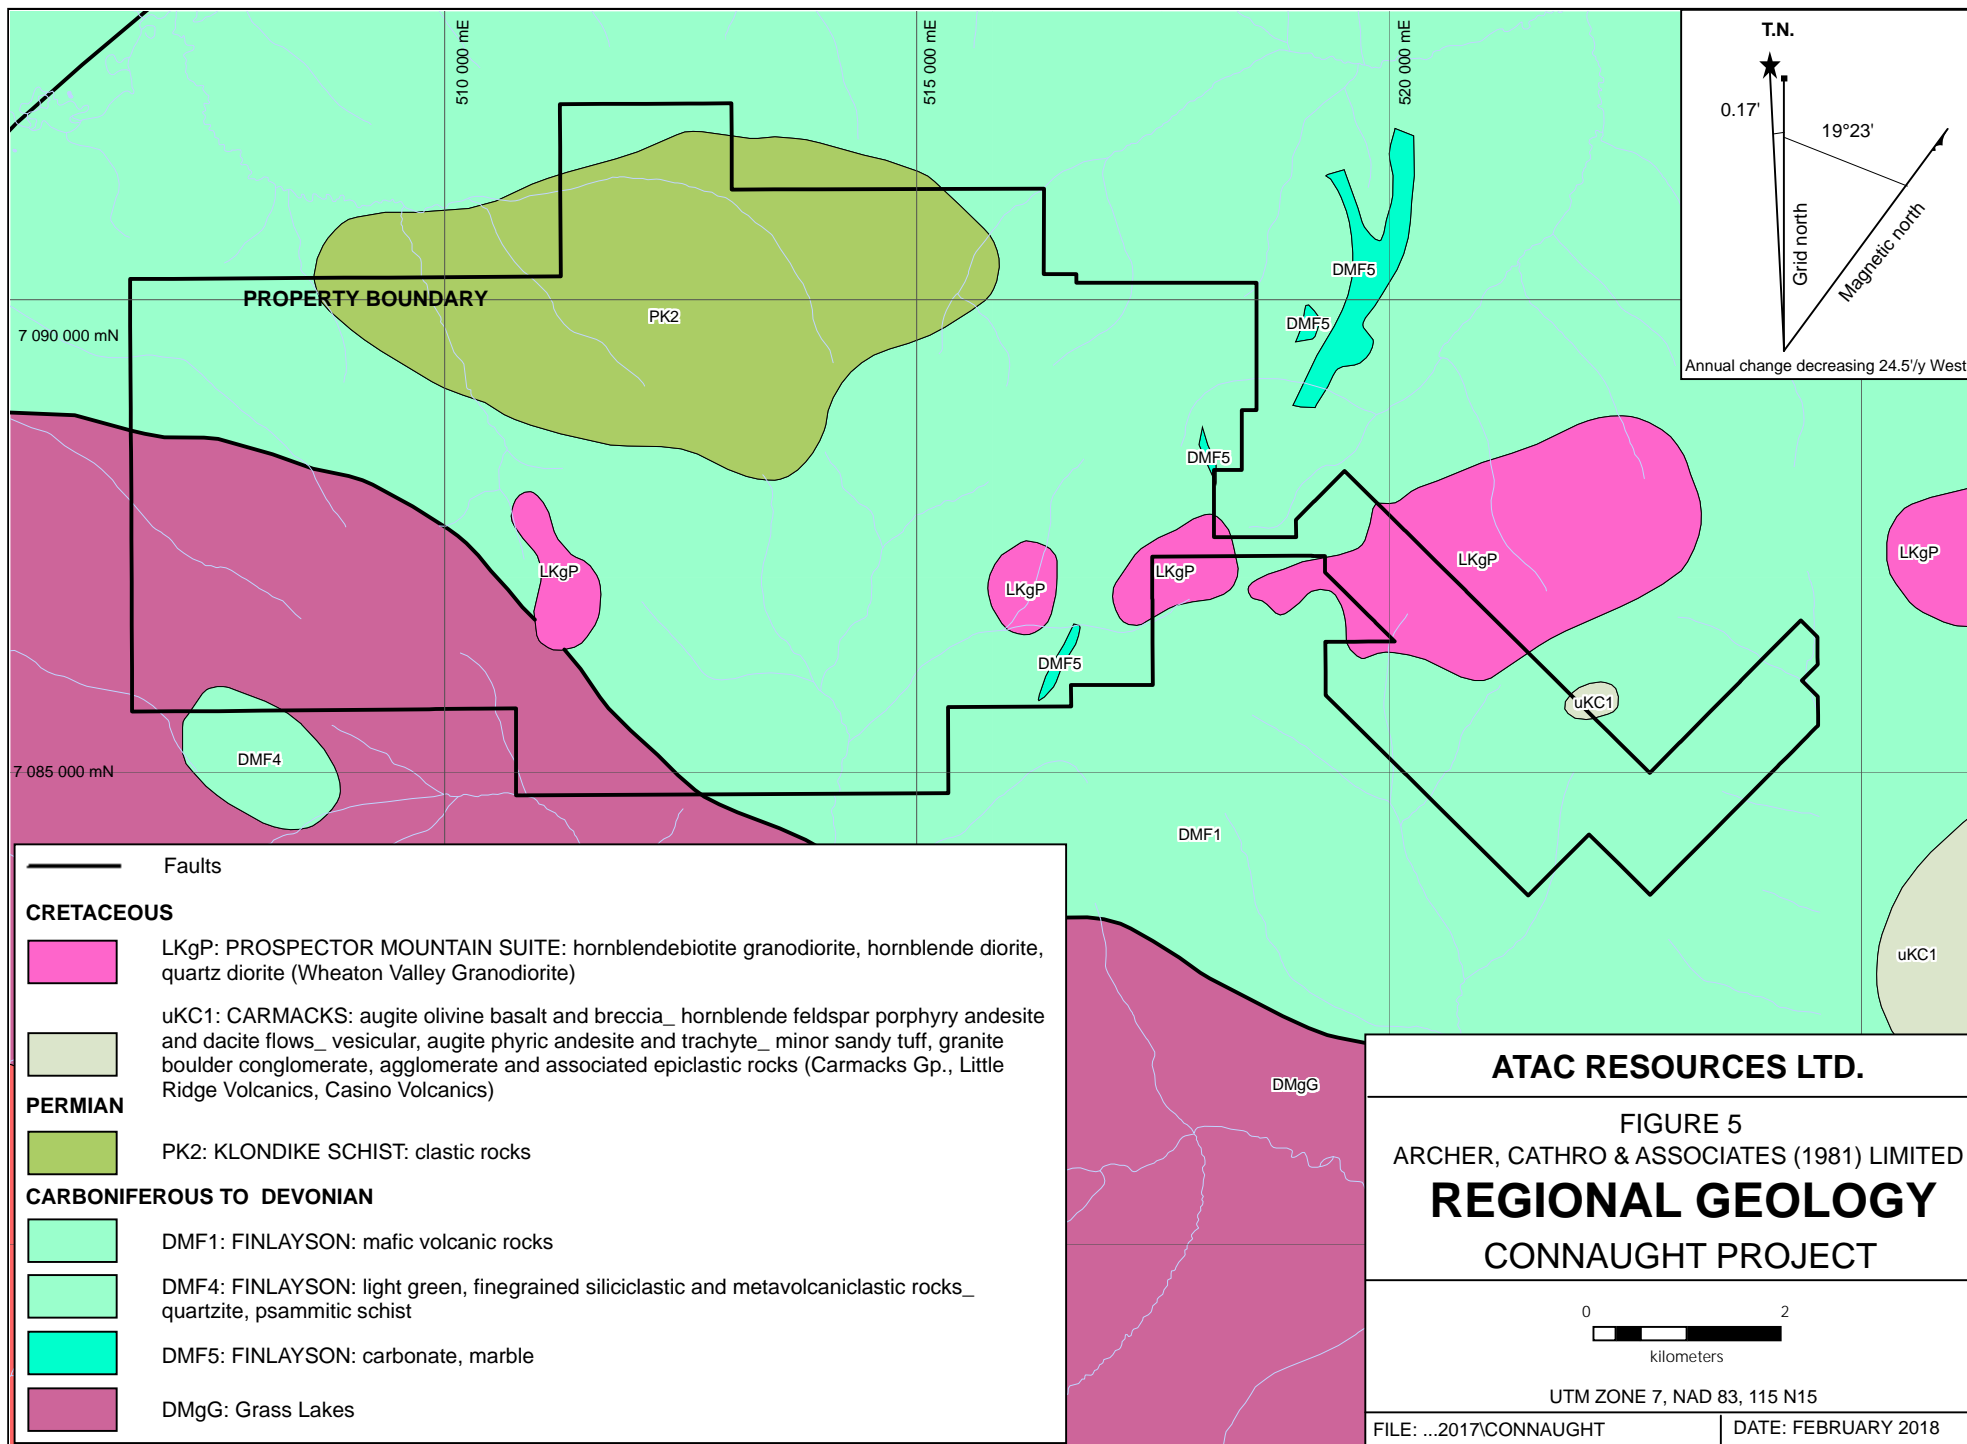 510 000 mE
515 000 mE
520 000 mE
T.N.
0.17'
19°23'
Grid north
Magnetic north
Annual change decreasing 24.5'/y West
PROPERTY BOUNDARY
7 090 000 mN
PK2
DMF5
DMF5
DMF5
LKgP
LKgP
LKgP
LKgP
LKgP
DMF5
uKC1
DMF4
7 085 000 mN
DMF1
uKC1
DMgG
Faults
CRETACEOUS
LKgP: PROSPECTOR MOUNTAIN SUITE: hornblendebiotite granodiorite, hornblende diorite,
quartz diorite (Wheaton Valley Granodiorite)
uKC1: CARMACKS: augite olivine basalt and breccia_ hornblende feldspar porphyry andesite
and dacite flows_ vesicular, augite phyric andesite and trachyte_ minor sandy tuff, granite
boulder conglomerate, agglomerate and associated epiclastic rocks (Carmacks Gp., Little
Ridge Volcanics, Casino Volcanics)
PERMIAN
PK2: KLONDIKE SCHIST: clastic rocks
CARBONIFEROUS TO DEVONIAN
DMF1: FINLAYSON: mafic volcanic rocks
DMF4: FINLAYSON: light green, finegrained siliciclastic and metavolcaniclastic rocks_
quartzite, psammitic schist
DMF5: FINLAYSON: carbonate, marble
DMgG: Grass Lakes
ATAC RESOURCES LTD.
FIGURE 5
ARCHER, CATHRO & ASSOCIATES (1981) LIMITED
REGIONAL GEOLOGY
CONNAUGHT PROJECT
0 2
kilometers
UTM ZONE 7, NAD 83, 115 N15
FILE: ...2017\CONNAUGHT
DATE: FEBRUARY 2018